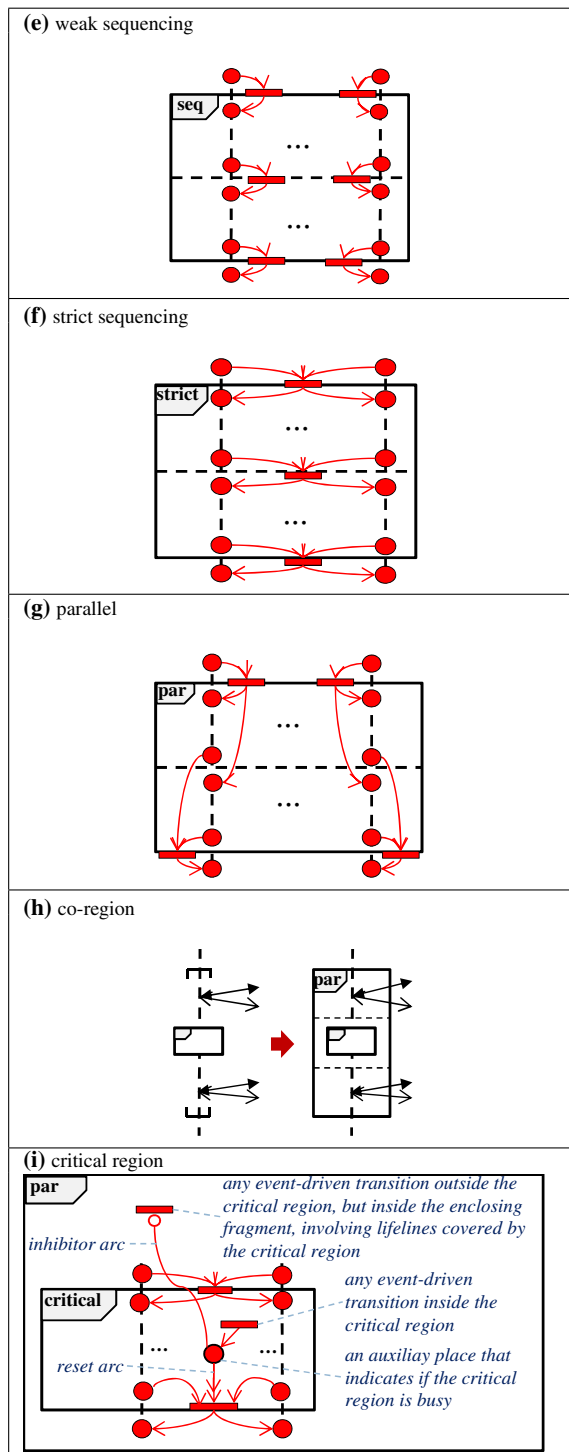 (e) weak sequencing
seq
...
...
(f) strict sequencing
strict
...
...
(g) parallel
par
...
...
(h) co-region
par
(i) critical region
par
any event-driven transition outside the
critical region, but inside the enclosing
fragment, involving lifelines covered by
the critical region
inhibitor arc
critical
any event-driven
transition inside the
critical region
...
...
reset arc
an auxiliay place that
indicates if the critical
region is busy